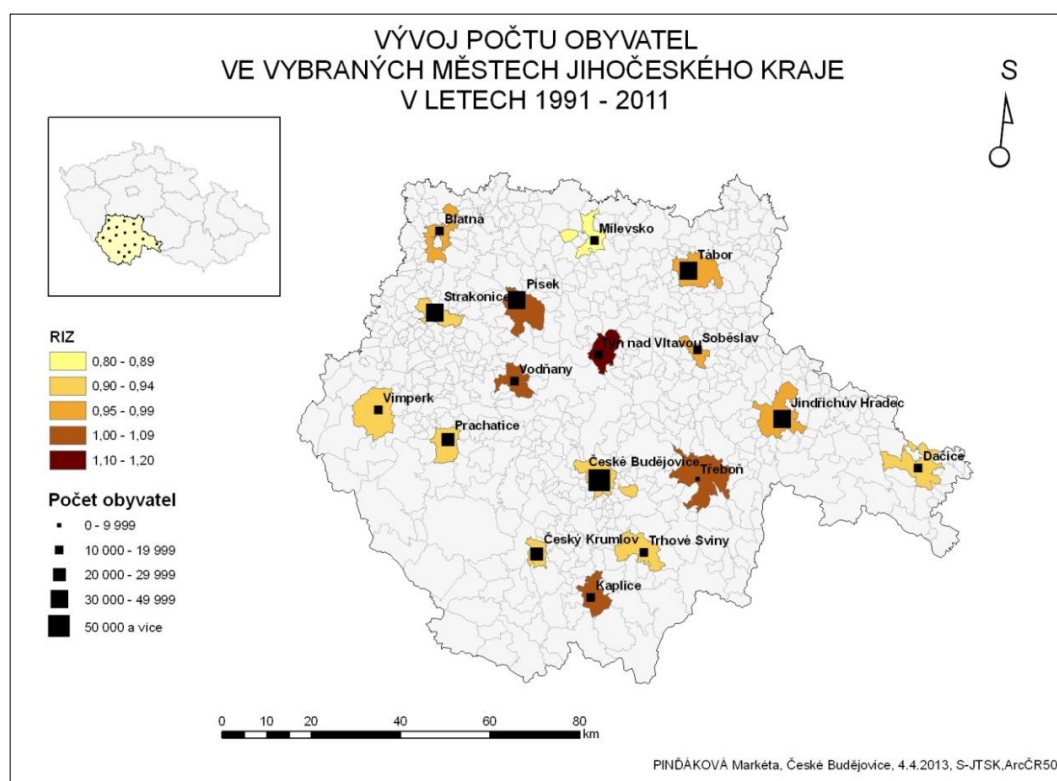 VÝVOJ POČTU OBYVATEL
VE VYBRANÝCH MĚSTECH JIHOČESKÉHO KRAJE
V LETECH 1991 - 2011
S
Blatná
Milevsko
Tábor
Písek
Strakonice
Týn nad Vltavou
Soběslav
Vodňany
Vimperk
Jindřichův Hradec
Prachatice
České Budějovice
Třeboň
Dačice
Český Krumlov
Trhové Sviny
Kaplice
RIZ
0,80 - 0,89
0,90 - 0,94
0,95 - 0,99
1,00 - 1,09
1,10 - 1,20
Počet obyvatel
0 - 9 999
10 000 - 19 999
20 000 - 29 999
30 000 - 49 999
50 000 a více
0 10 20 40 60 80
km
PINĎÁKOVÁ Markéta, České Budějovice, 4.4.2013, S-JTSK,ArcČR500